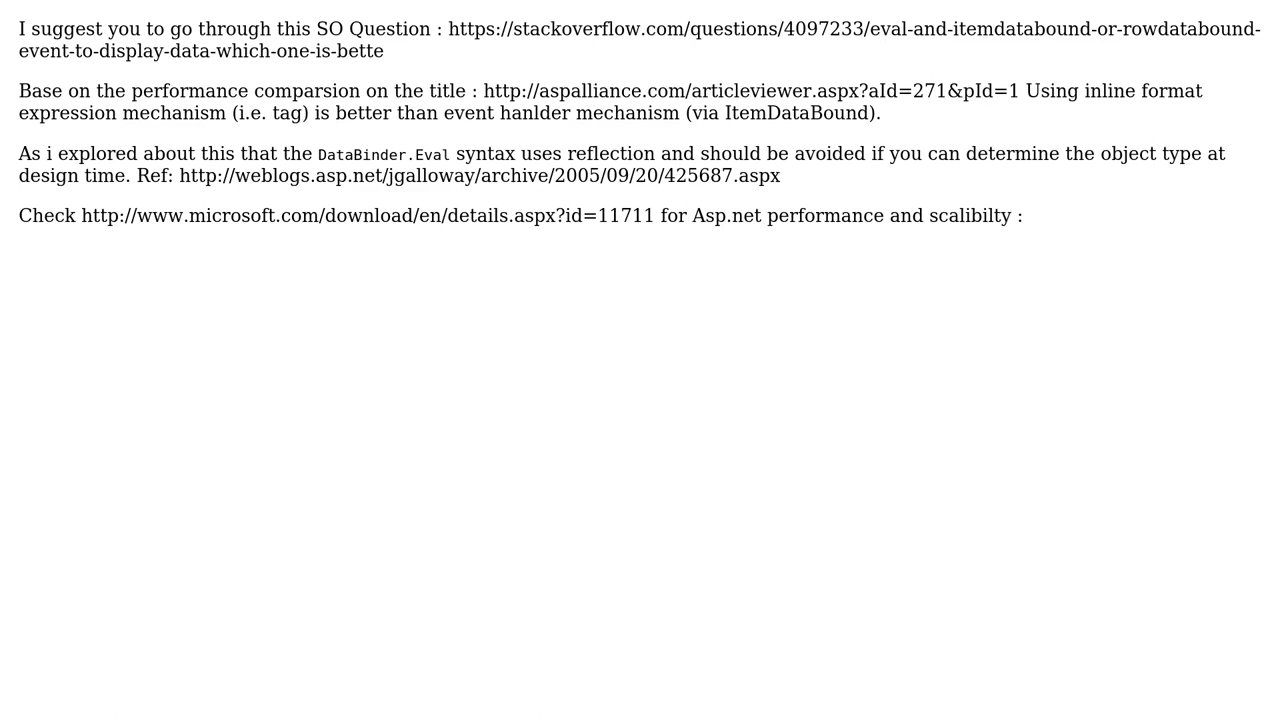 I suggest you to go through this SO Question : https://stackoverflow.com/questions/4097233/eval-and-itemdatabound-or-rowdatabound-
event-to-display-data-which-one-is-bette
Base on the performance comparsion on the title : http://aspalliance.com/articleviewer.aspx?aId=271&pId=1 Using inline format
expression mechanism (i.e. tag) is better than event hanlder mechanism (via ItemDataBound).
As i explored about this that the DataBinder.Eval syntax uses reflection and should be avoided if you can determine the object type at
design time. Ref: http://weblogs.asp.net/jgalloway/archive/2005/09/20/425687.aspx
Check http://www.microsoft.com/download/en/details.aspx?id=11711 for Asp.net performance and scalibilty :